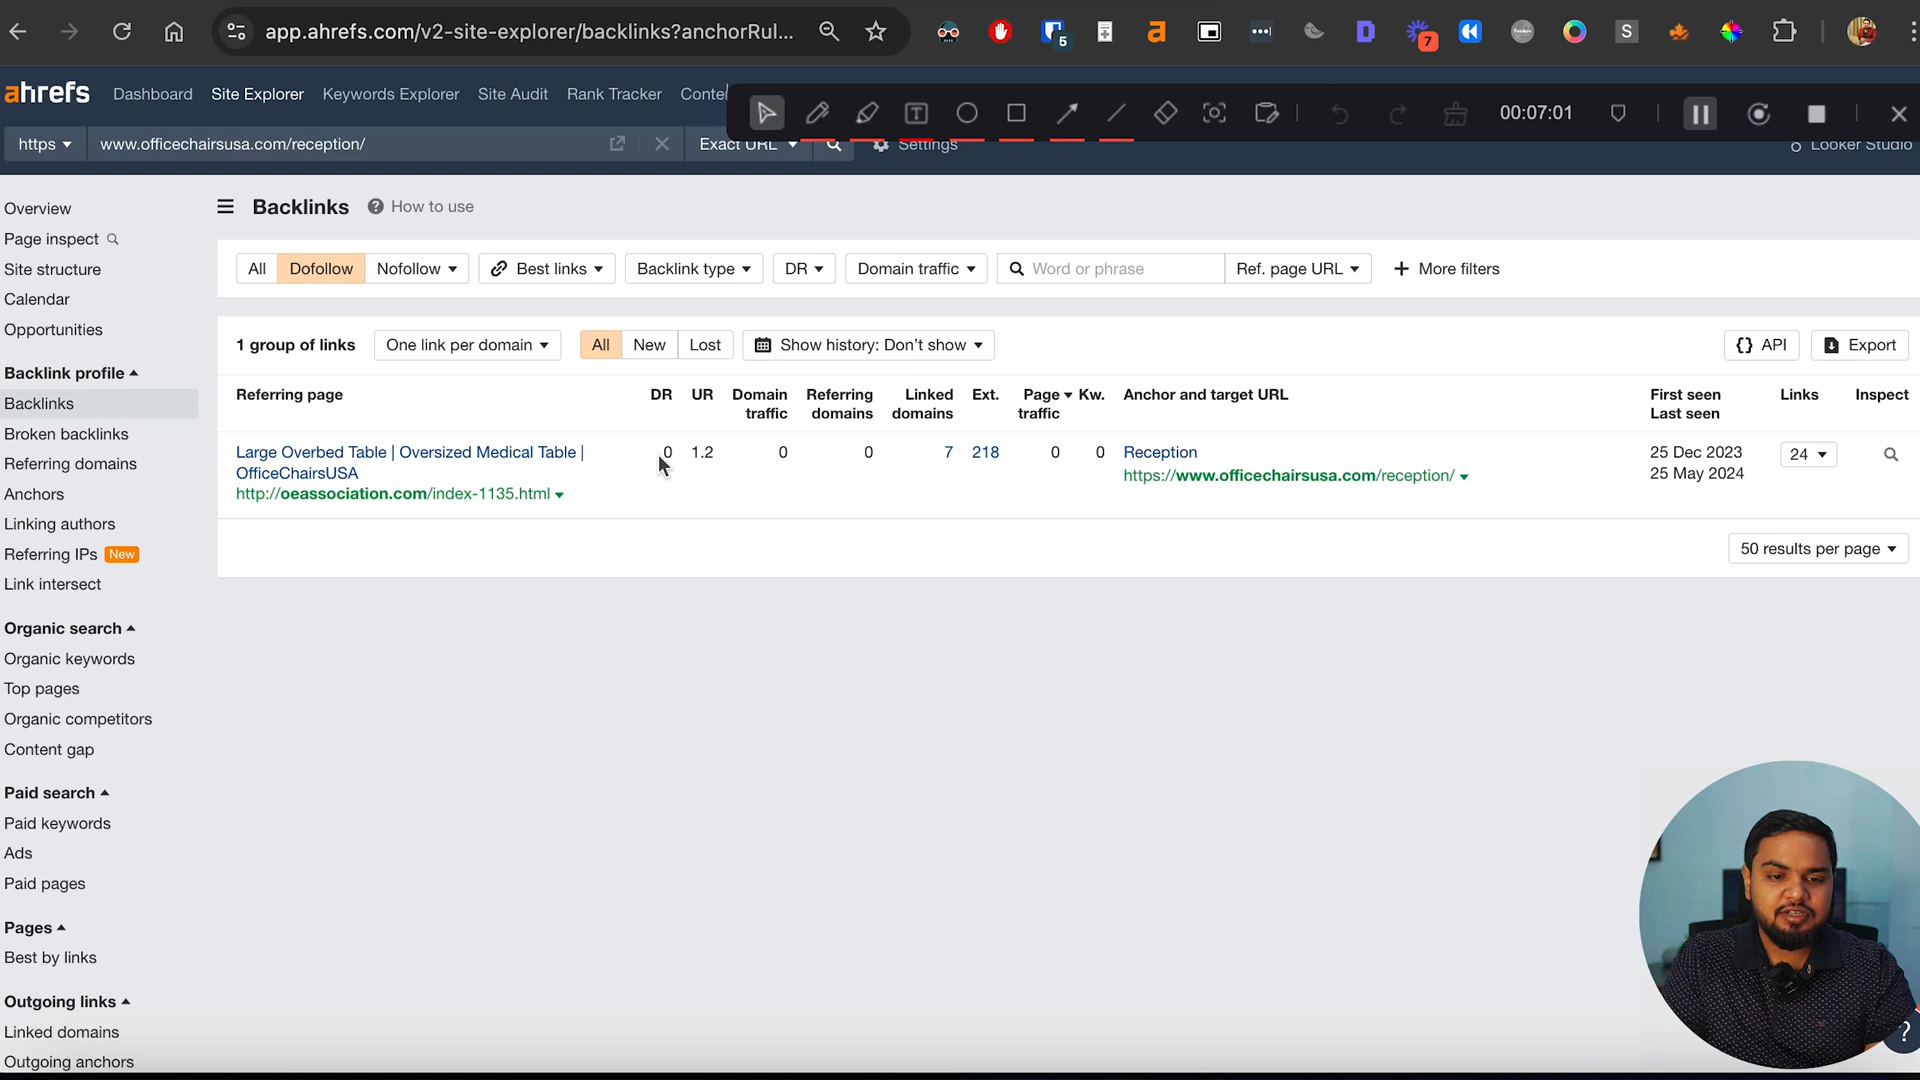 app.ahrefs.com/v2-site-explorer/backlinks?anchorRul...
5
7
S
ahrefs Dashboard Site Explorer Keywords Explorer Site Audit Rank Tracker
00:07:01
https www.officechairsusa.com/reception/ Exact URL Settings Looker Studio
Overview
Page inspect
Site structure
Calendar
Opportunities
Backlink profile
Backlinks
Broken backlinks
Referring domains
Anchors
Linking authors
Referring IPs New
Link intersect
Organic search
Organic keywords
Top pages
Organic competitors
Content gap
Paid search
Paid keywords
Ads
Paid pages
Pages
Best by links
Outgoing links
Linked domains
Outgoing anchors
Backlinks ? How to use
All Dofollow Nofollow Best links Backlink type DR Domain traffic Word or phrase Ref. page URL + More filters
1 group of links One link per domain All New Lost Show history: Don't show {} API Export
Referring page DR UR Domain traffic Referring domains Linked domains Ext. Page traffic Kw. Anchor and target URL First seen Last seen Links Inspect
Large Overbed Table | Oversized Medical Table | 0 1.2 0 0 7 218 0 0 Reception 25 Dec 2023 24
OfficeChairsUSA https://www.officechairsusa.com/reception/ 25 May 2024
http://oeassociation.com/index-1135.html
50 results per page
?